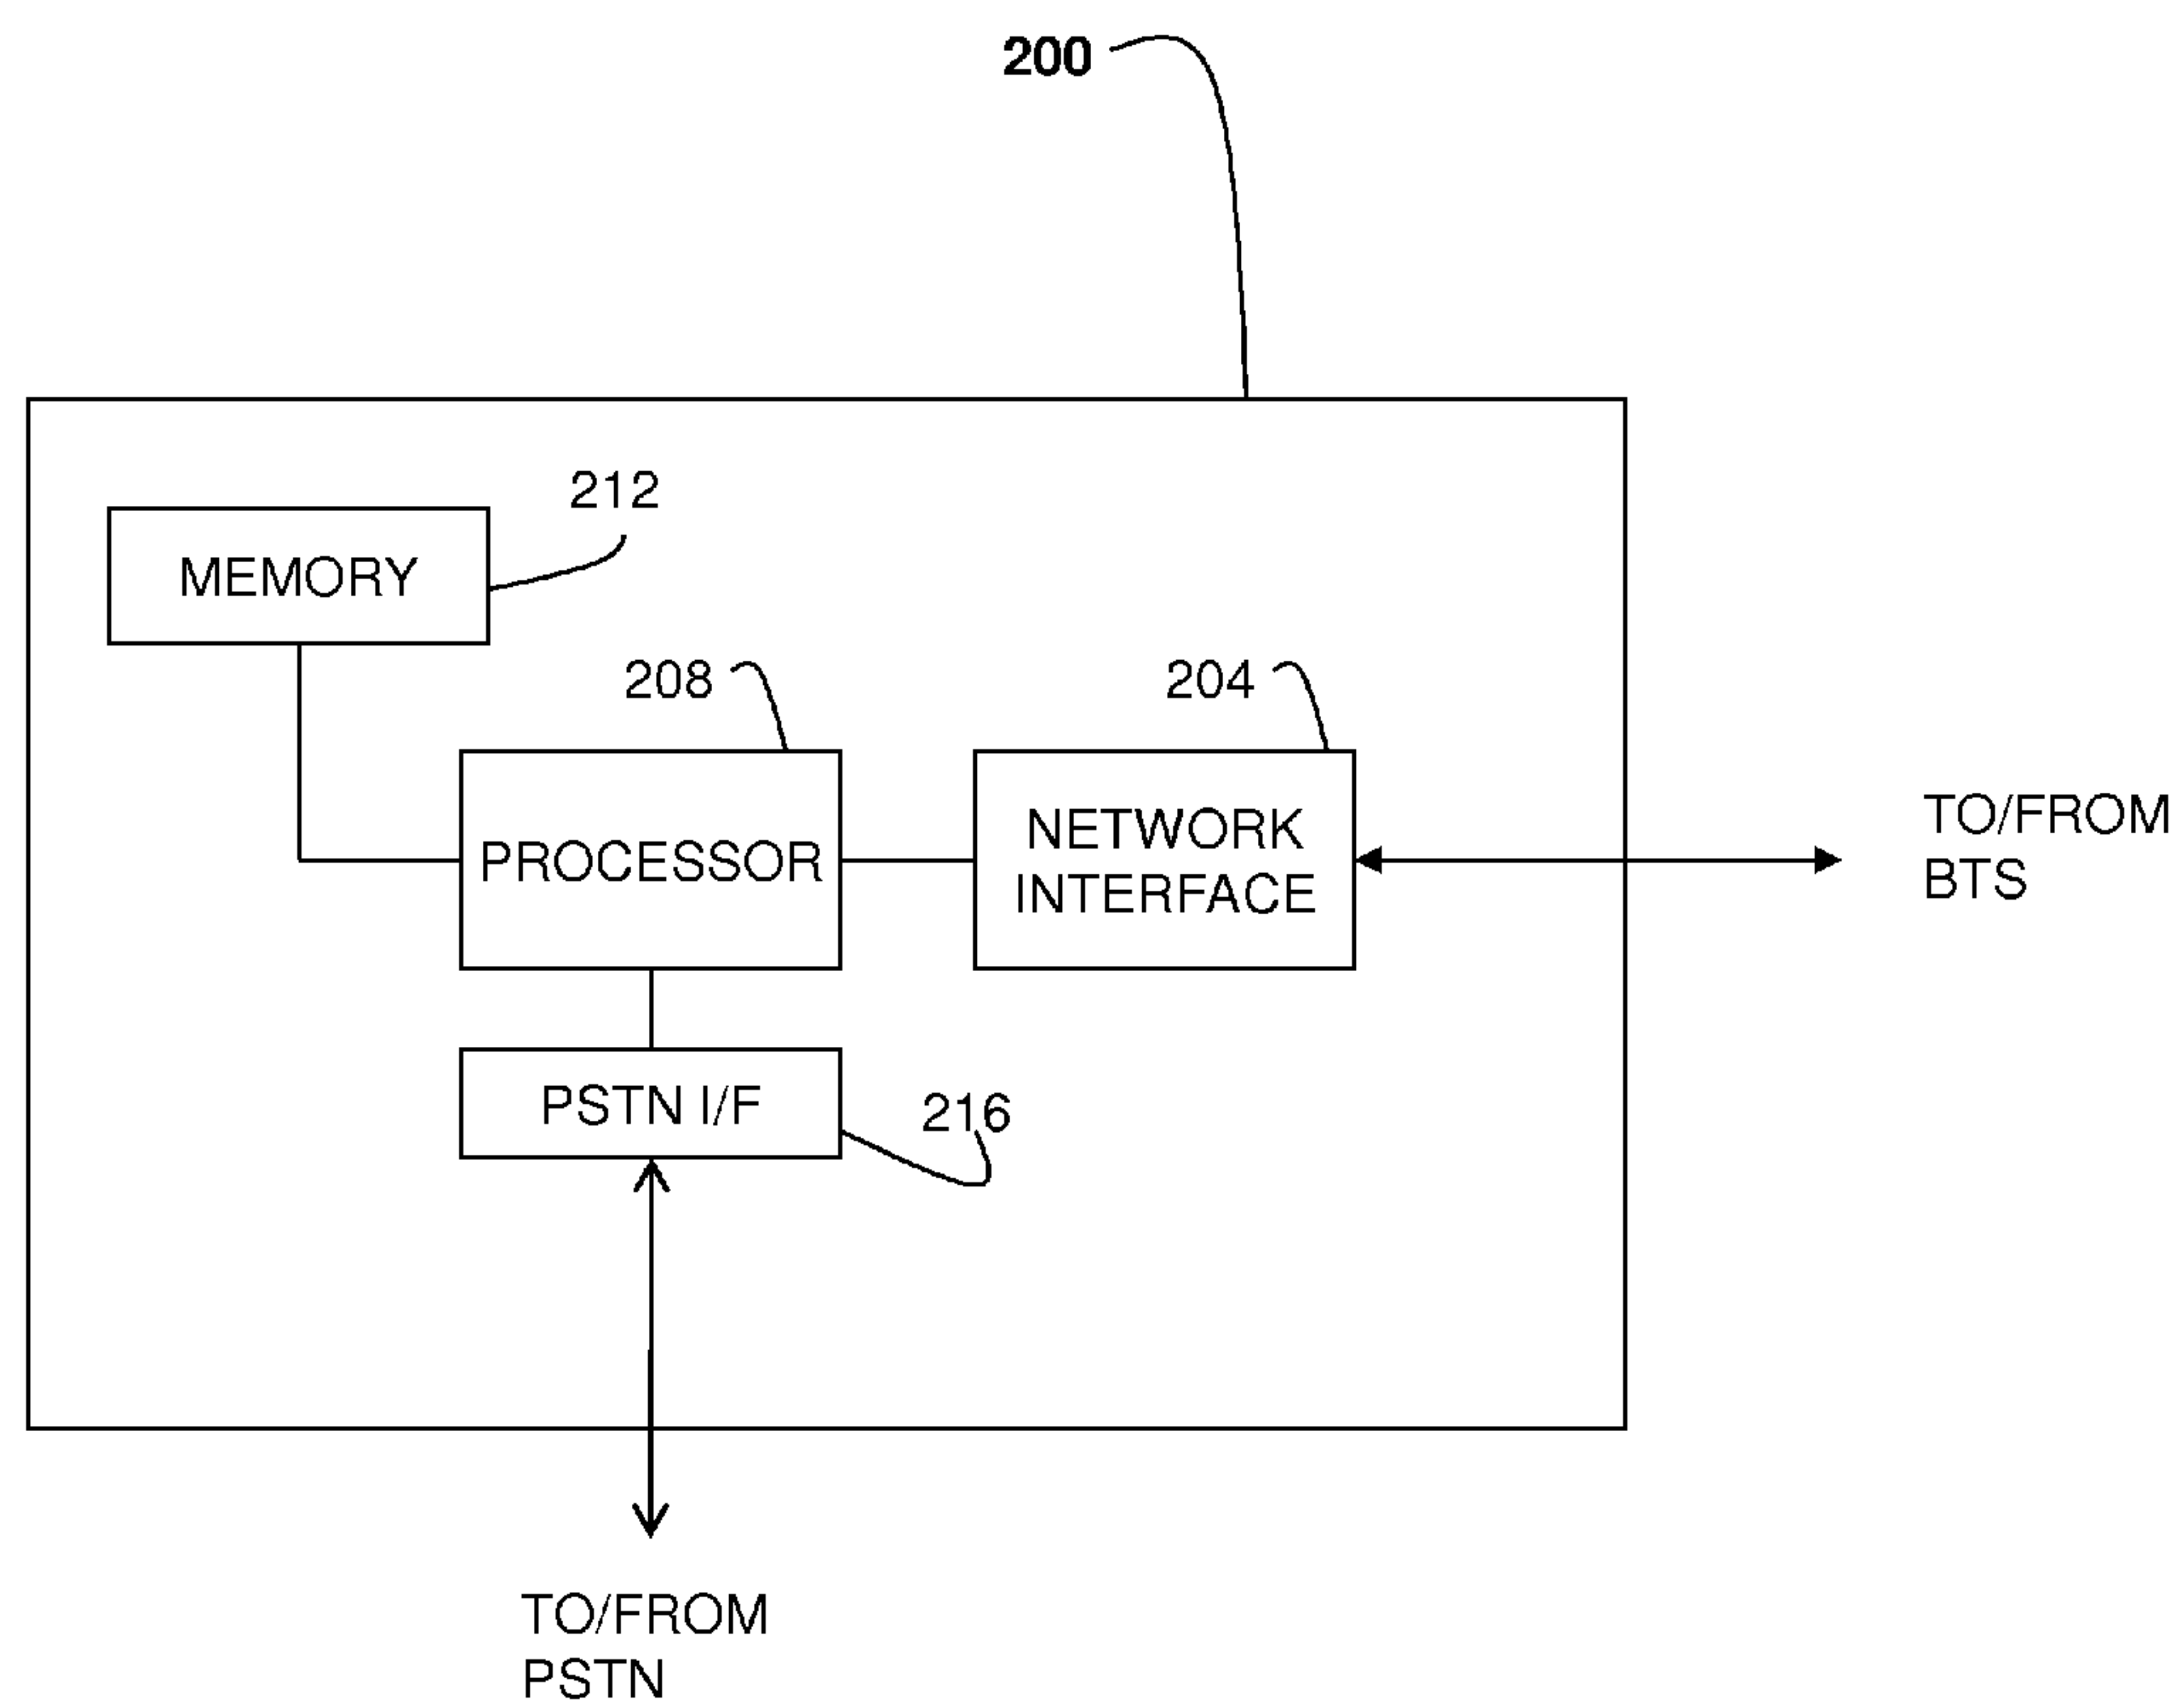 200
212
MEMORY
208
204
PROCESSOR
NETWORK
INTERFACE
TO/FROM
BTS
PSTN I/F
216
TO/FROM
PSTN